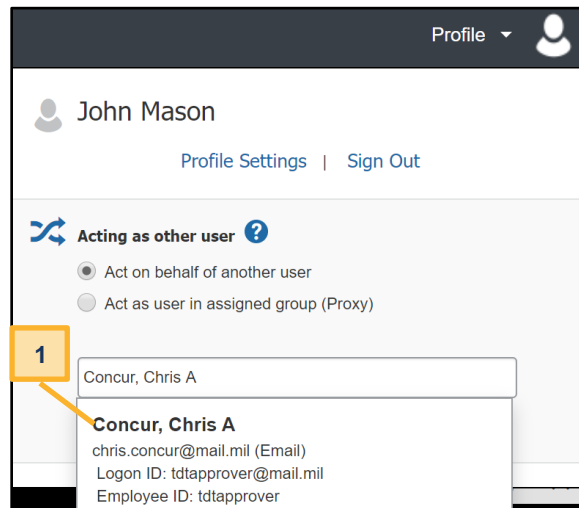 Profile
John Mason
Profile Settings | Sign Out
Acting as other user ?
Act on behalf of another user
Act as user in assigned group (Proxy)
1
Concur, Chris A
Concur, Chris A
chris.concur@mail.mil (Email)
Logon ID: tdtapprover@mail.mil
Employee ID: tdtapprover